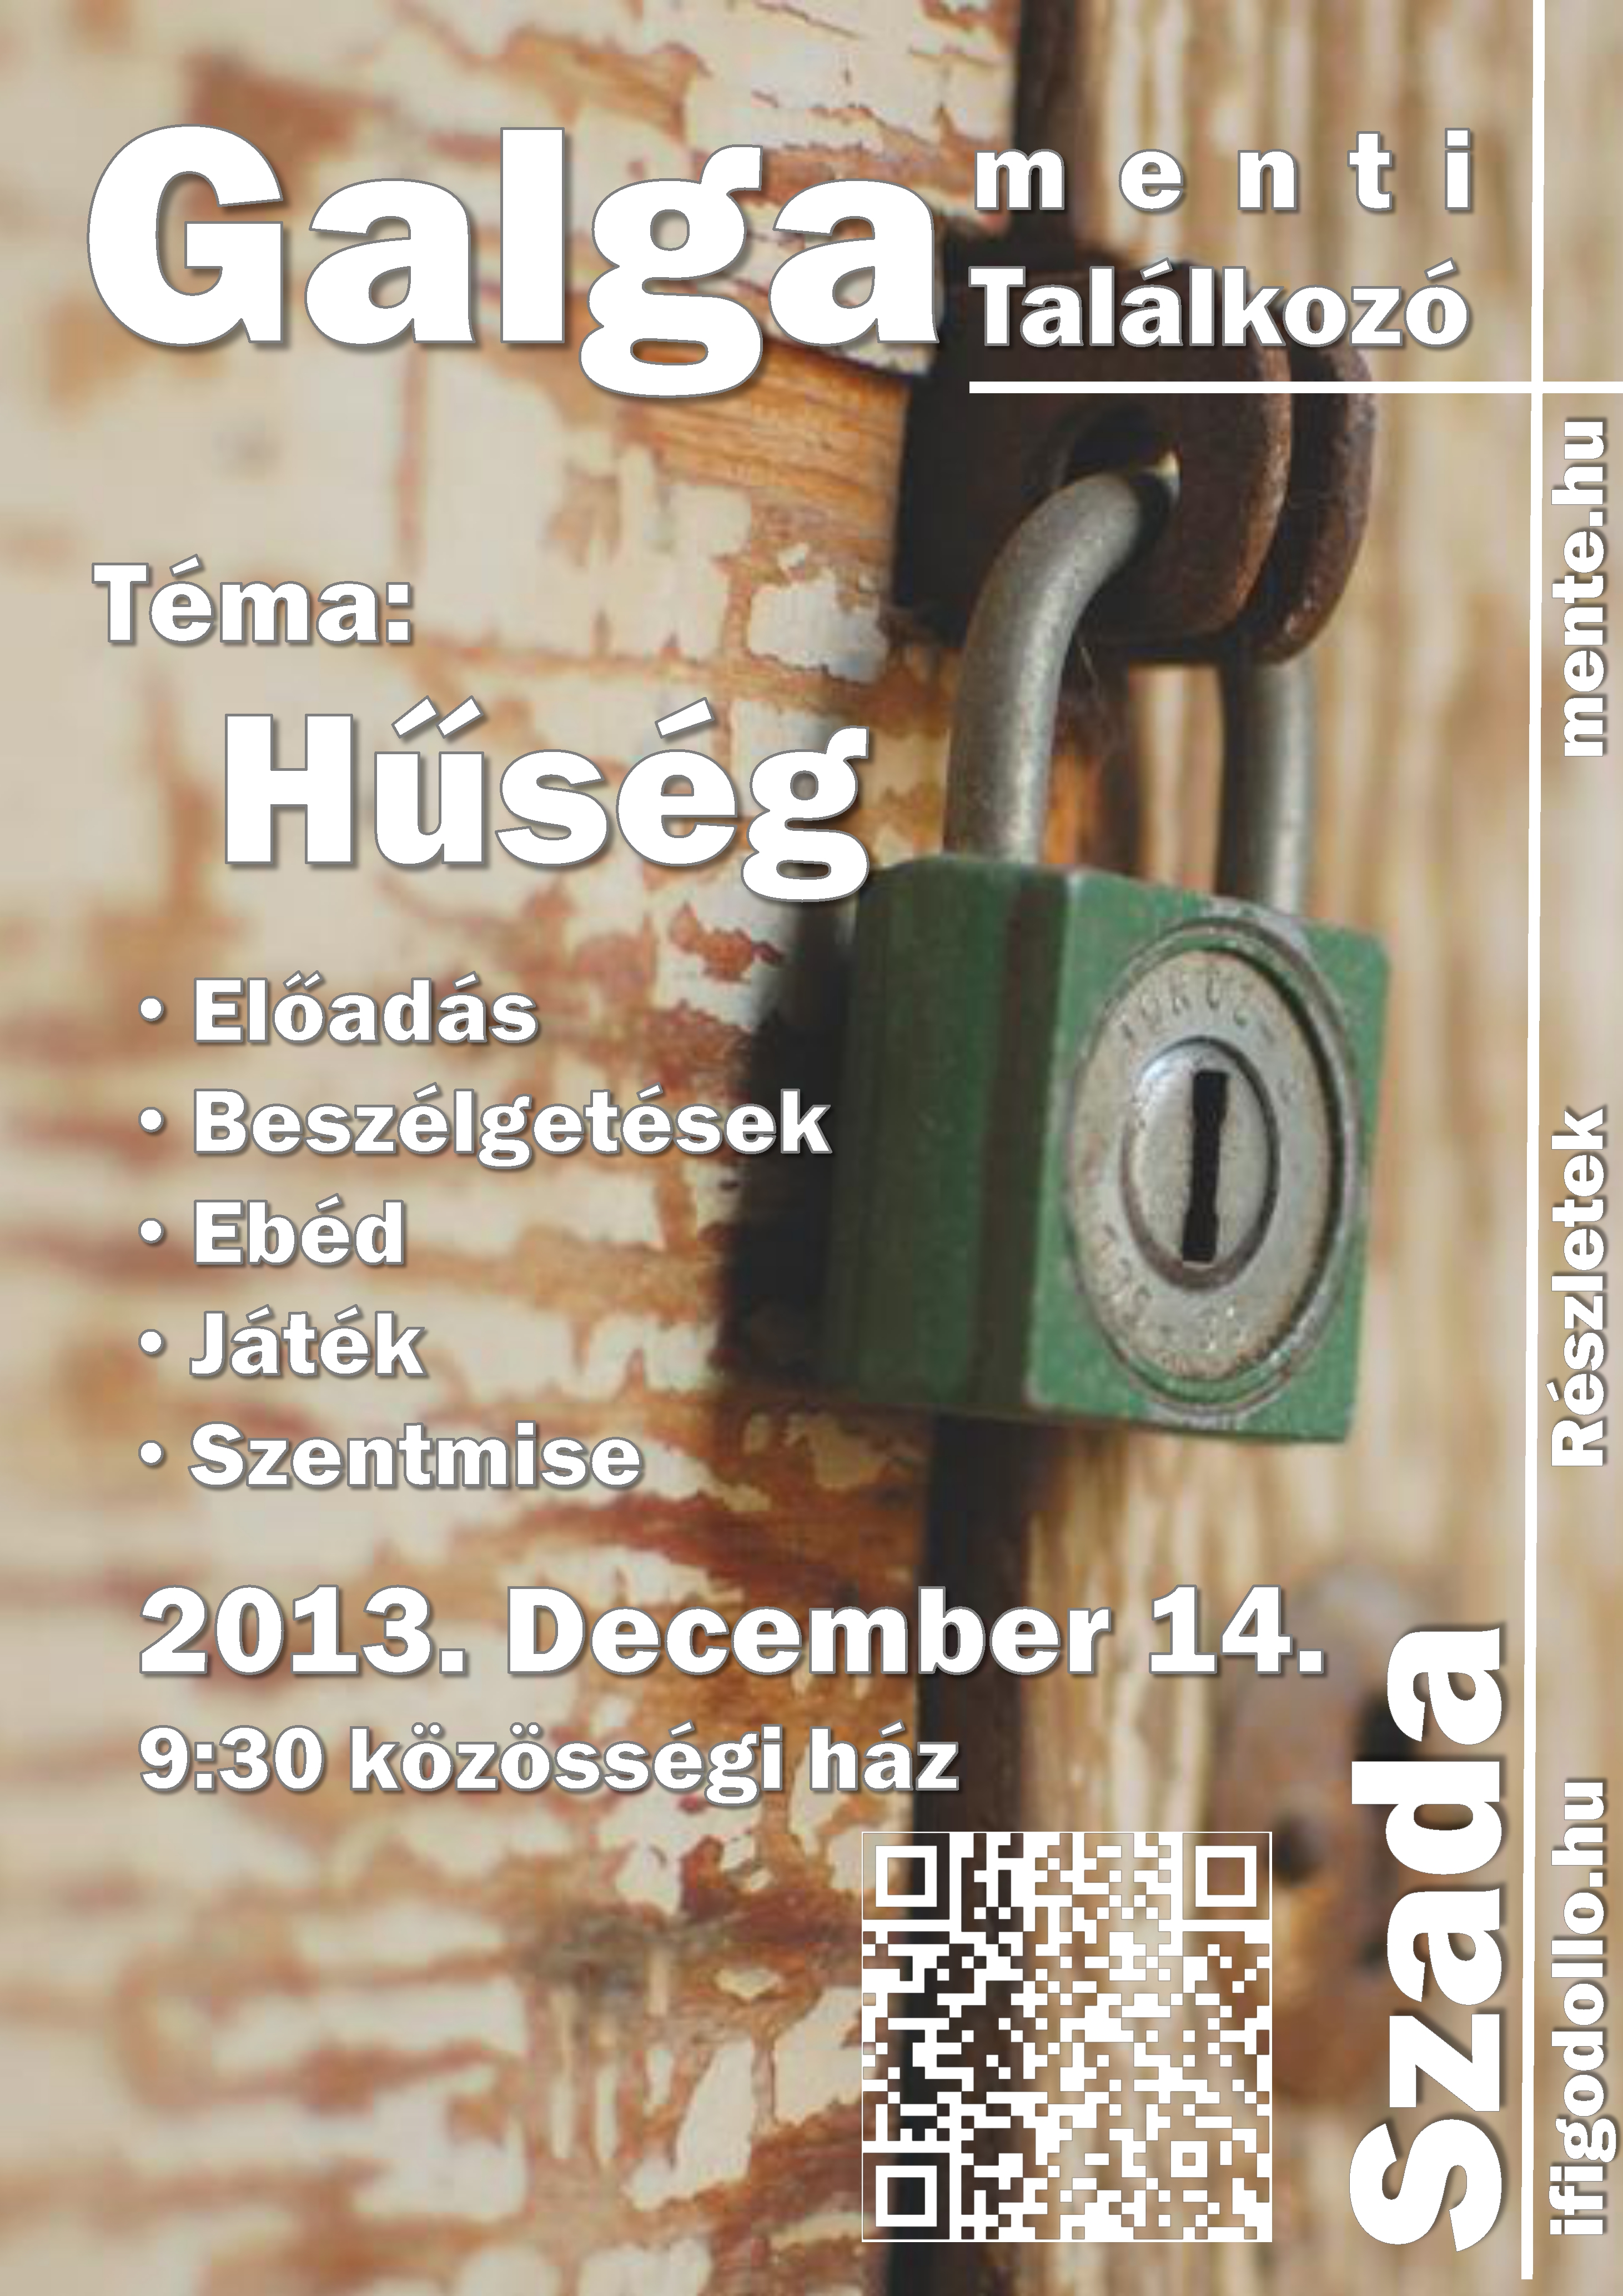 Galga menti
Találkozó
Téma:
Hűség
• Előadás
• Beszélgetések
• Ebéd
• Játék
• Szentmise
2013. December 14.
9:30 közösségi ház
Szada
ifigodollo.hu
Részletek
mente.hu